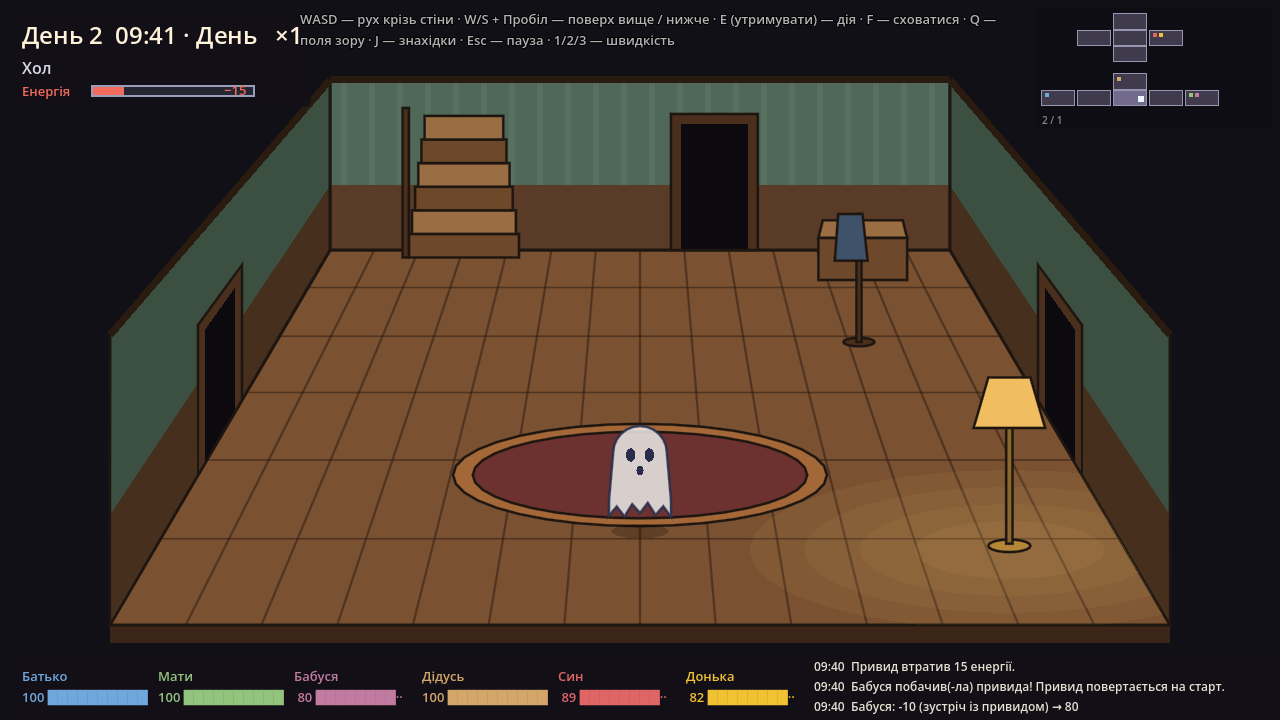 День 2 09:41 · День ×1
WASD — рух крізь стіни · W/S + Пробіл — поверх вище / нижче · E (утримувати) — дія · F — сховатися · Q —
поля зору · J — знахідки · Esc — пауза · 1/2/3 — швидкість
Хол
Енергія −15
2 / 1
Батько Мати Бабуся Дідусь Син Донька
100 100 80 100 89 82
09:40 Привид втратив 15 енергії.
09:40 Бабуся побачив(-ла) привида! Привид повертається на старт.
09:40 Бабуся: -10 (зустріч із привидом) → 80